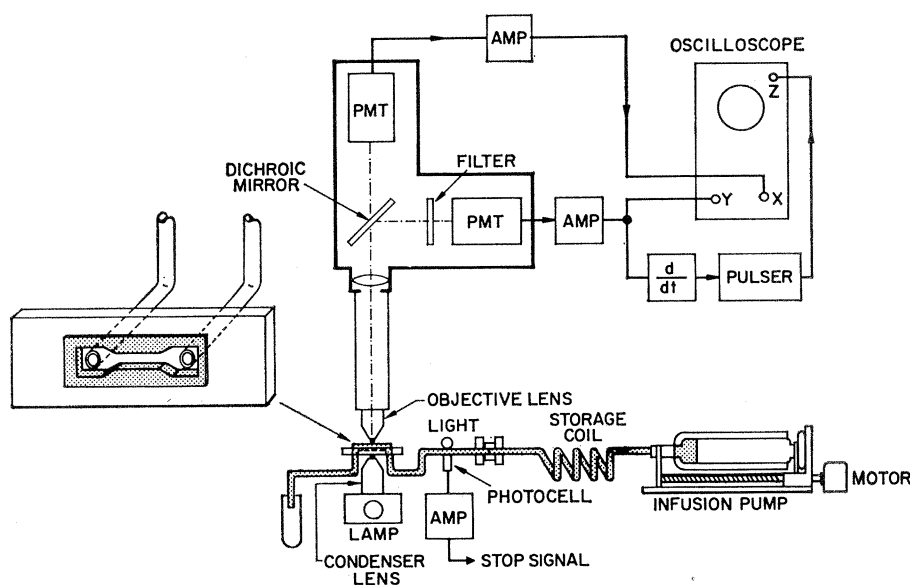 AMP
OSCILLOSCOPE
Z
PMT
DICHROIC
MIRROR
FILTER
PMT
AMP
Y
X
d
dt
PULSER
OBJECTIVE LENS
LIGHT
STORAGE
COIL
PHOTOCELL
MOTOR
INFUSION PUMP
LAMP
AMP
CONDENSER
LENS
STOP SIGNAL